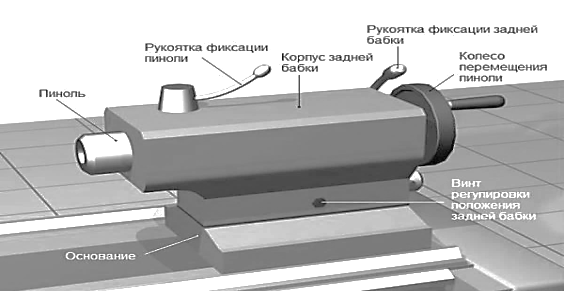 Рукоятка фиксации
пиноли
Корпус задней
бабки
Рукоятка фиксации задней
бабки
Колесо
перемещения
пиноли
Пиноль
Винт
регулировки
положения
задней бабки
Основание